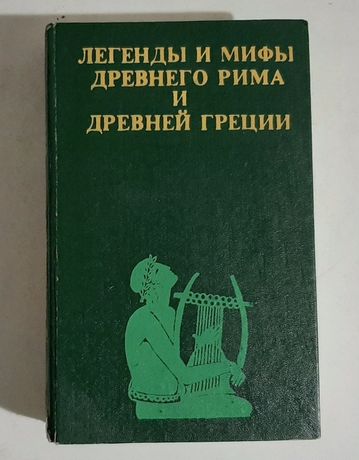 ЛЕГЕНДЫ И МИФЫ
ДРЕВНЕГО РИМА
И
ДРЕВНЕЙ ГРЕЦИИ